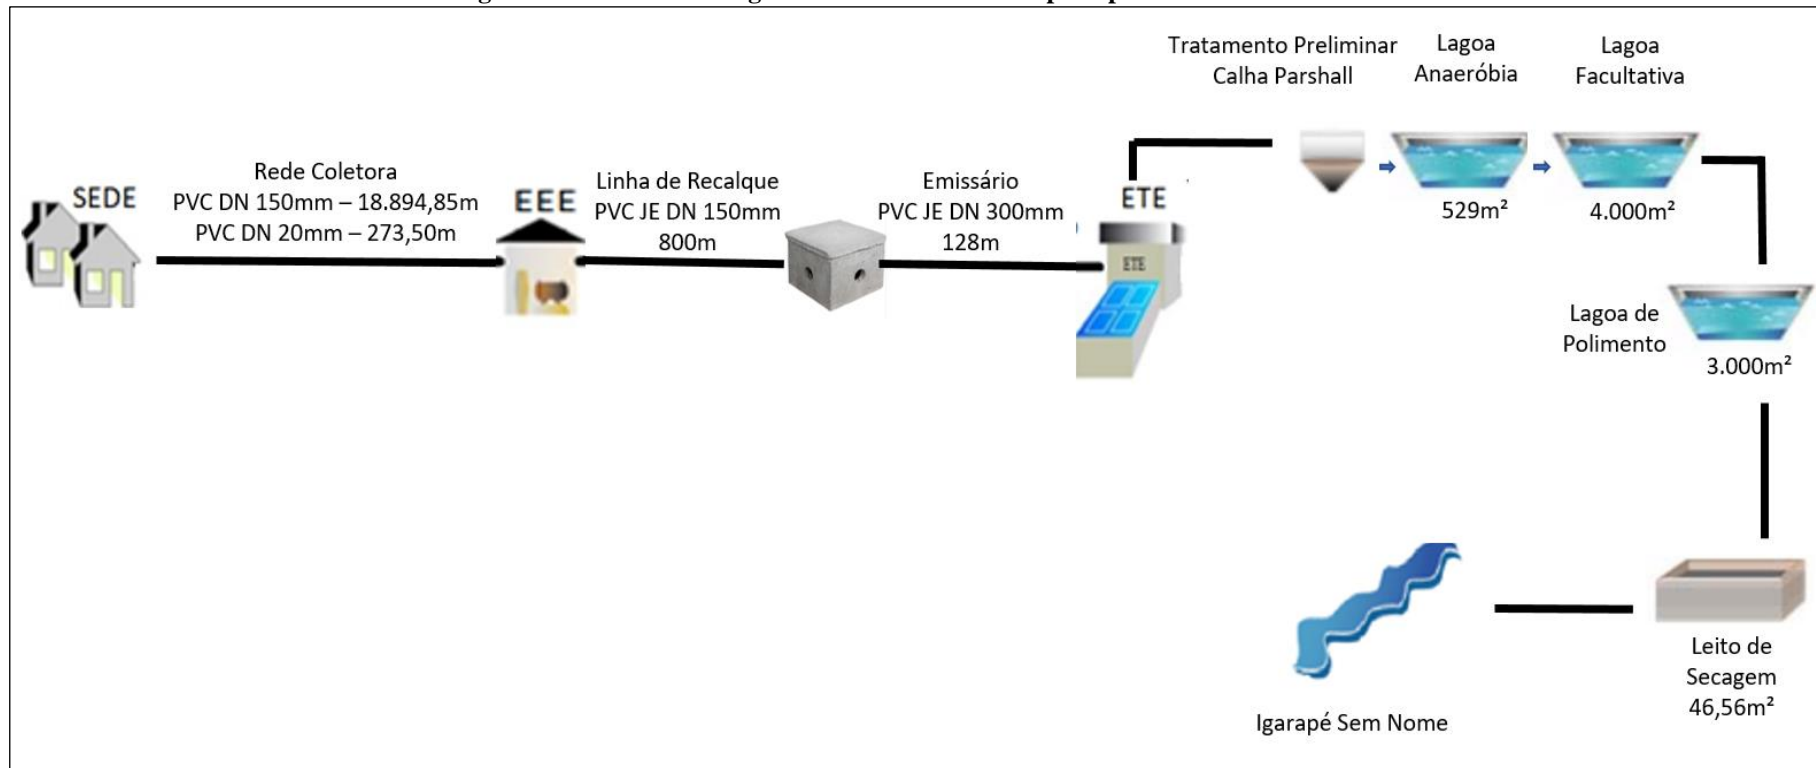 SEDE
Rede Coletora
PVC DN 150mm – 18.894,85m
PVC DN 20mm – 273,50m
EEE
Linha de Recalque
PVC JE DN 150mm
800m
Emissário
PVC JE DN 300mm
128m
ETE
ETE
Tratamento Preliminar
Calha Parshall
Lagoa
Anaeróbia
529m²
Lagoa
Facultativa
4.000m²
Lagoa de
Polimento
3.000m²
Leito de
Secagem
46,56m²
Igarapé Sem Nome